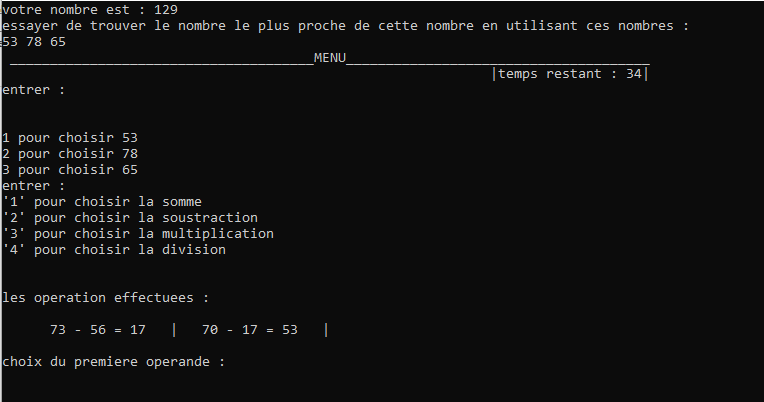 votre nombre est : 129
essayer de trouver le nombre le plus proche de cette nombre en utilisant ces nombres :
53 78 65
______________________________________MENU______________________________________
|temps restant : 34|
entrer :
1 pour choisir 53
2 pour choisir 78
3 pour choisir 65
entrer :
'1' pour choisir la somme
'2' pour choisir la soustraction
'3' pour choisir la multiplication
'4' pour choisir la division
les operation effectuees :
73 - 56 = 17 | 70 - 17 = 53 |
choix du premiere operande :